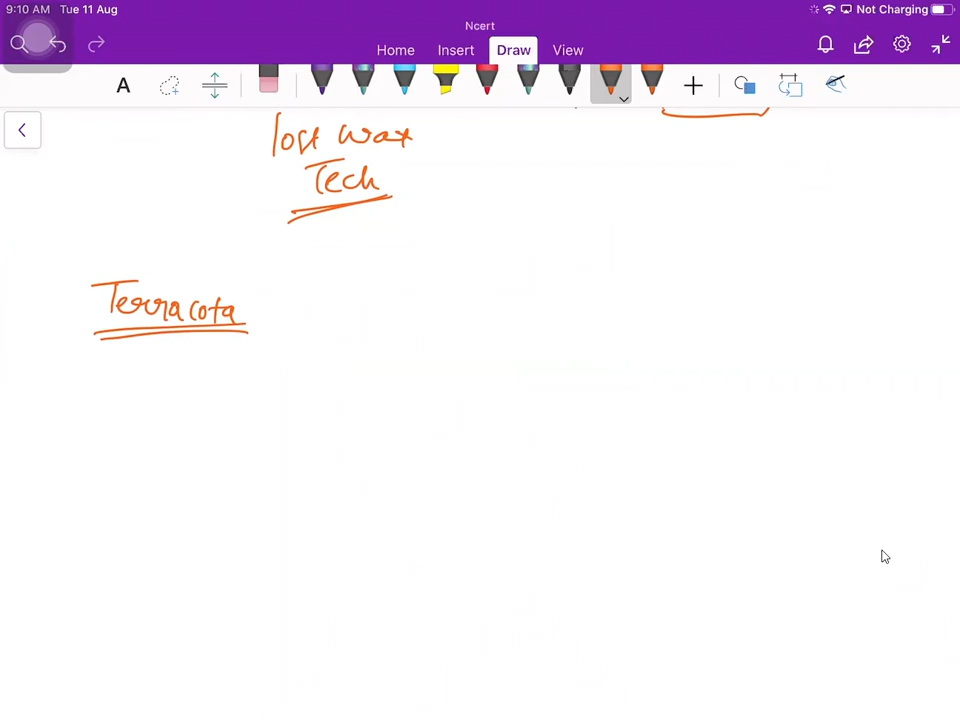 9:10 AM Tue 11 Aug
Not Charging
Ncert
Home Insert Draw View
A
lost wax
Tech
Terracota